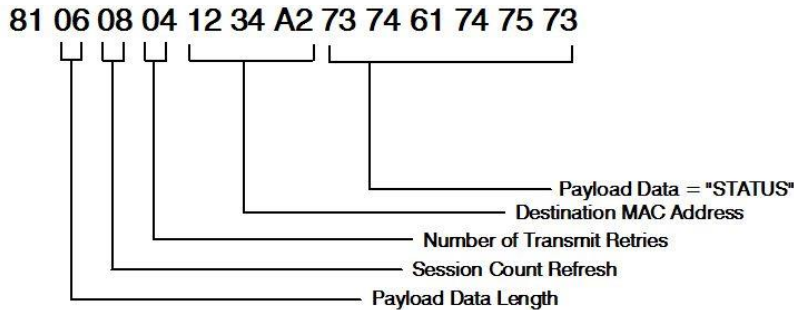 81 06 08 04 12 34 A2 73 74 61 74 75 73
Payload Data = "STATUS"
Destination MAC Address
Number of Transmit Retries
Session Count Refresh
Payload Data Length